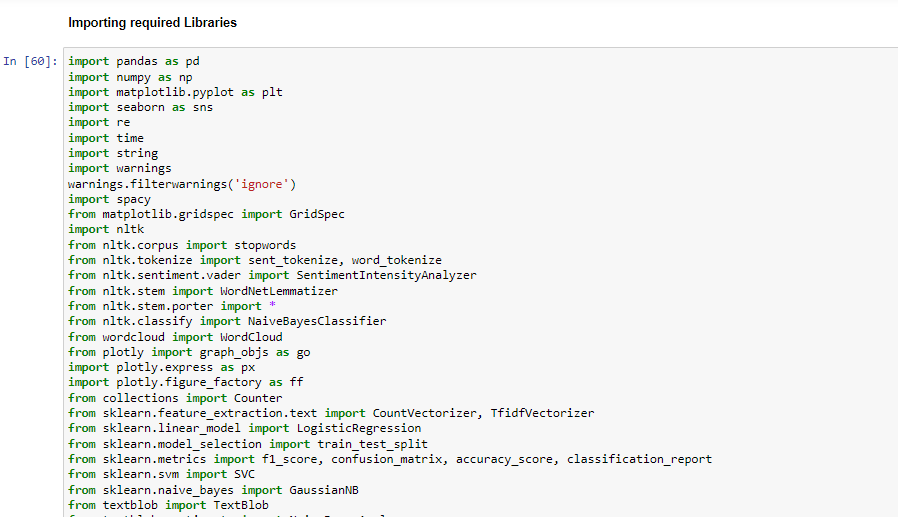 Importing required Libraries
In [60]: import pandas as pd
import numpy as np
import matplotlib.pyplot as plt
import seaborn as sns
import re
import time
import string
import warnings
warnings.filterwarnings('ignore')
import spacy
from matplotlib.gridspec import GridSpec
import nltk
from nltk.corpus import stopwords
from nltk.tokenize import sent_tokenize, word_tokenize
from nltk.sentiment.vader import SentimentIntensityAnalyzer
from nltk.stem import WordNetLemmatizer
from nltk.stem.porter import *
from nltk.classify import NaiveBayesClassifier
from wordcloud import WordCloud
from plotly import graph_objs as go
import plotly.express as px
import plotly.figure_factory as ff
from collections import Counter
from sklearn.feature_extraction.text import CountVectorizer, TfidfVectorizer
from sklearn.linear_model import LogisticRegression
from sklearn.model_selection import train_test_split
from sklearn.metrics import f1_score, confusion_matrix, accuracy_score, classification_report
from sklearn.svm import SVC
from sklearn.naive_bayes import GaussianNB
from textblob import TextBlob